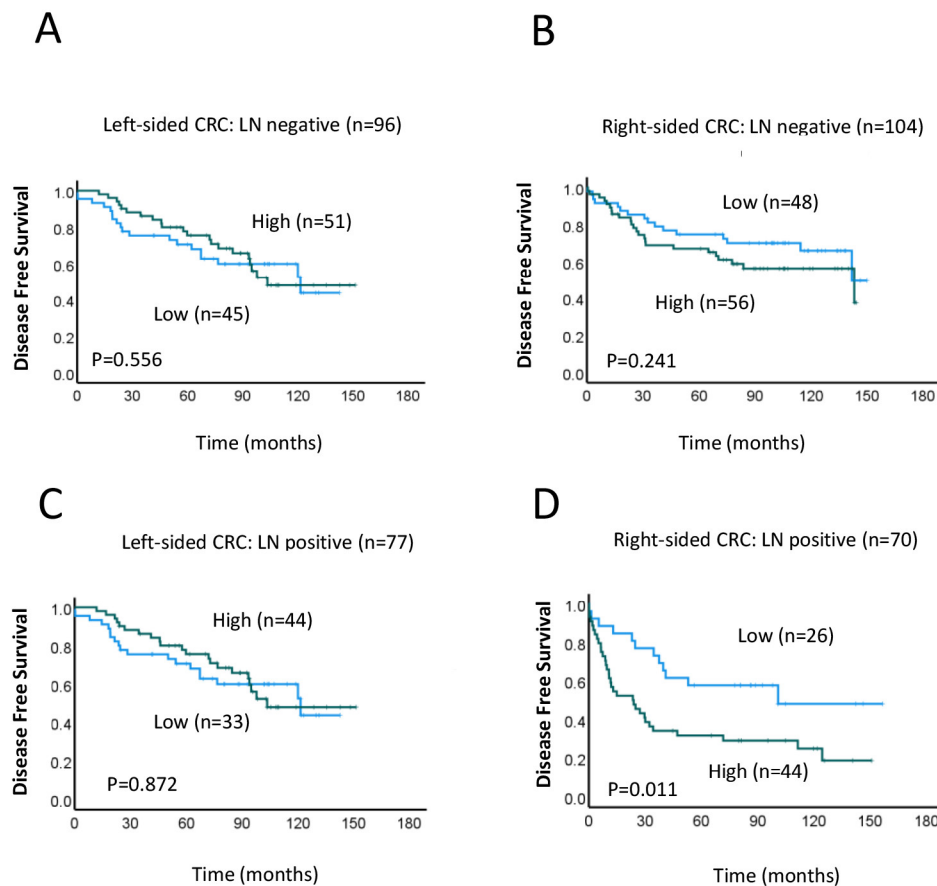 A
B
Left-sided CRC: LN negative (n=96)
Right-sided CRC: LN negative (n=104)
Disease Free Survival
1.0
0.8
0.6
0.4
0.2
0.0
High (n=51)
Low (n=45)
P=0.556
0 30 60 90 120 150 180
Time (months)
Disease Free Survival
1.0
0.8
0.6
0.4
0.2
0.0
Low (n=48)
High (n=56)
P=0.241
0 30 60 90 120 150 180
Time (months)
C
D
Left-sided CRC: LN positive (n=77)
Right-sided CRC: LN positive (n=70)
Disease Free Survival
1.0
0.8
0.6
0.4
0.2
0.0
High (n=44)
Low (n=33)
P=0.872
0 30 60 90 120 150 180
Time (months)
Disease Free Survival
1.0
0.8
0.6
0.4
0.2
0.0
Low (n=26)
High (n=44)
P=0.011
0 30 60 90 120 150 180
Time (months)